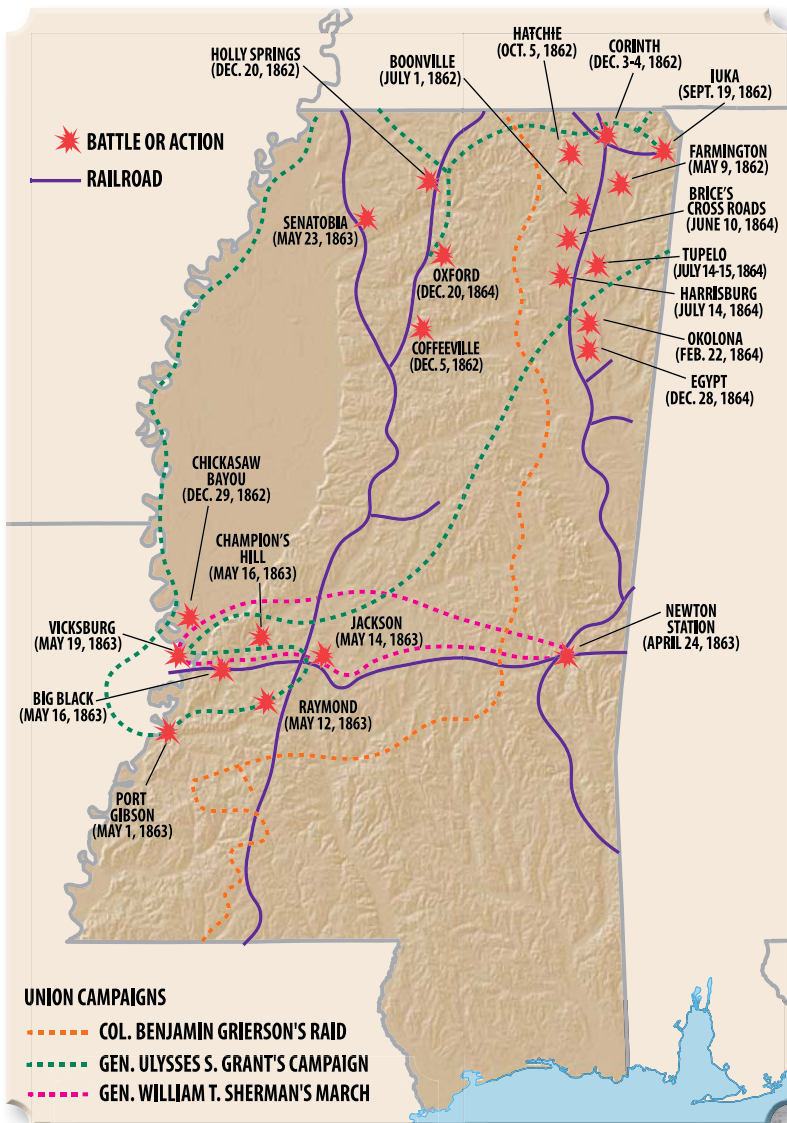 HOLLY SPRINGS
(DEC. 20, 1862)
BOONVILLE
(JULY 1, 1862)
HATCHIE
(OCT. 5, 1862)
CORINTH
(DEC. 3-4, 1862)
IUKA
(SEPT. 19, 1862)
BATTLE OR ACTION
RAILROAD
FARMINGTON
(MAY 9, 1862)
BRICE'S
CROSS ROADS
(JUNE 10, 1864)
SENATOBIA
(MAY 23, 1863)
OXFORD
(DEC. 20, 1864)
TUPELO
(JULY 14-15, 1864)
HARRISBURG
(JULY 14, 1864)
COFFEEVILLE
(DEC. 5, 1862)
OKOLONA
(FEB. 22, 1864)
EGYPT
(DEC. 28, 1864)
CHICKASAW
BAYOU
(DEC. 29, 1862)
CHAMPION'S
HILL
(MAY 16, 1863)
VICKSBURG
(MAY 19, 1863)
JACKSON
(MAY 14, 1863)
NEWTON
STATION
(APRIL 24, 1863)
BIG BLACK
(MAY 16, 1863)
RAYMOND
(MAY 12, 1863)
PORT
GIBSON
(MAY 1, 1863)
UNION CAMPAIGNS
COL. BENJAMIN GRIERSON'S RAID
GEN. ULYSSES S. GRANT'S CAMPAIGN
GEN. WILLIAM T. SHERMAN'S MARCH